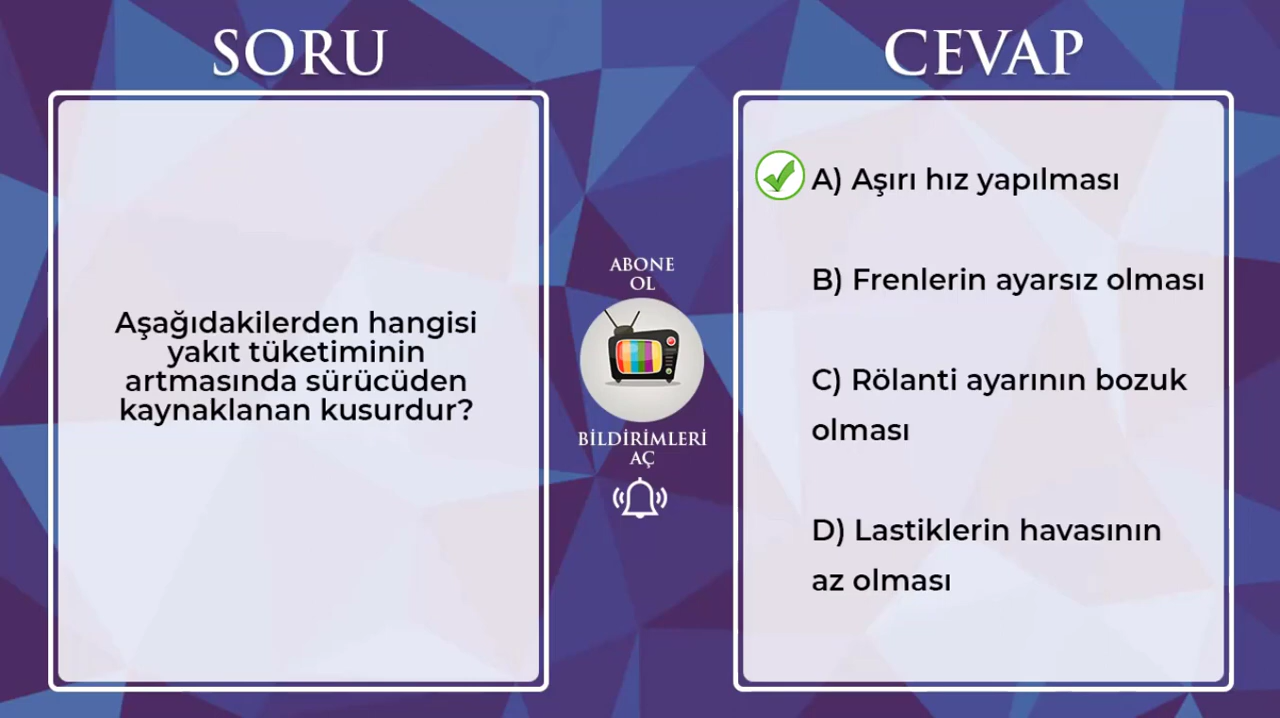 SORU
Aşağıdakilerden hangisi
yakıt tüketiminin
artmasında sürücüden
kaynaklanan kusurdur?
ABONE
OL
BİLDİRİMLERİ
AÇ
CEVAP
A) Aşırı hız yapılması
B) Frenlerin ayarsız olması
C) Rölanti ayarının bozuk
olması
D) Lastiklerin havasının
az olması